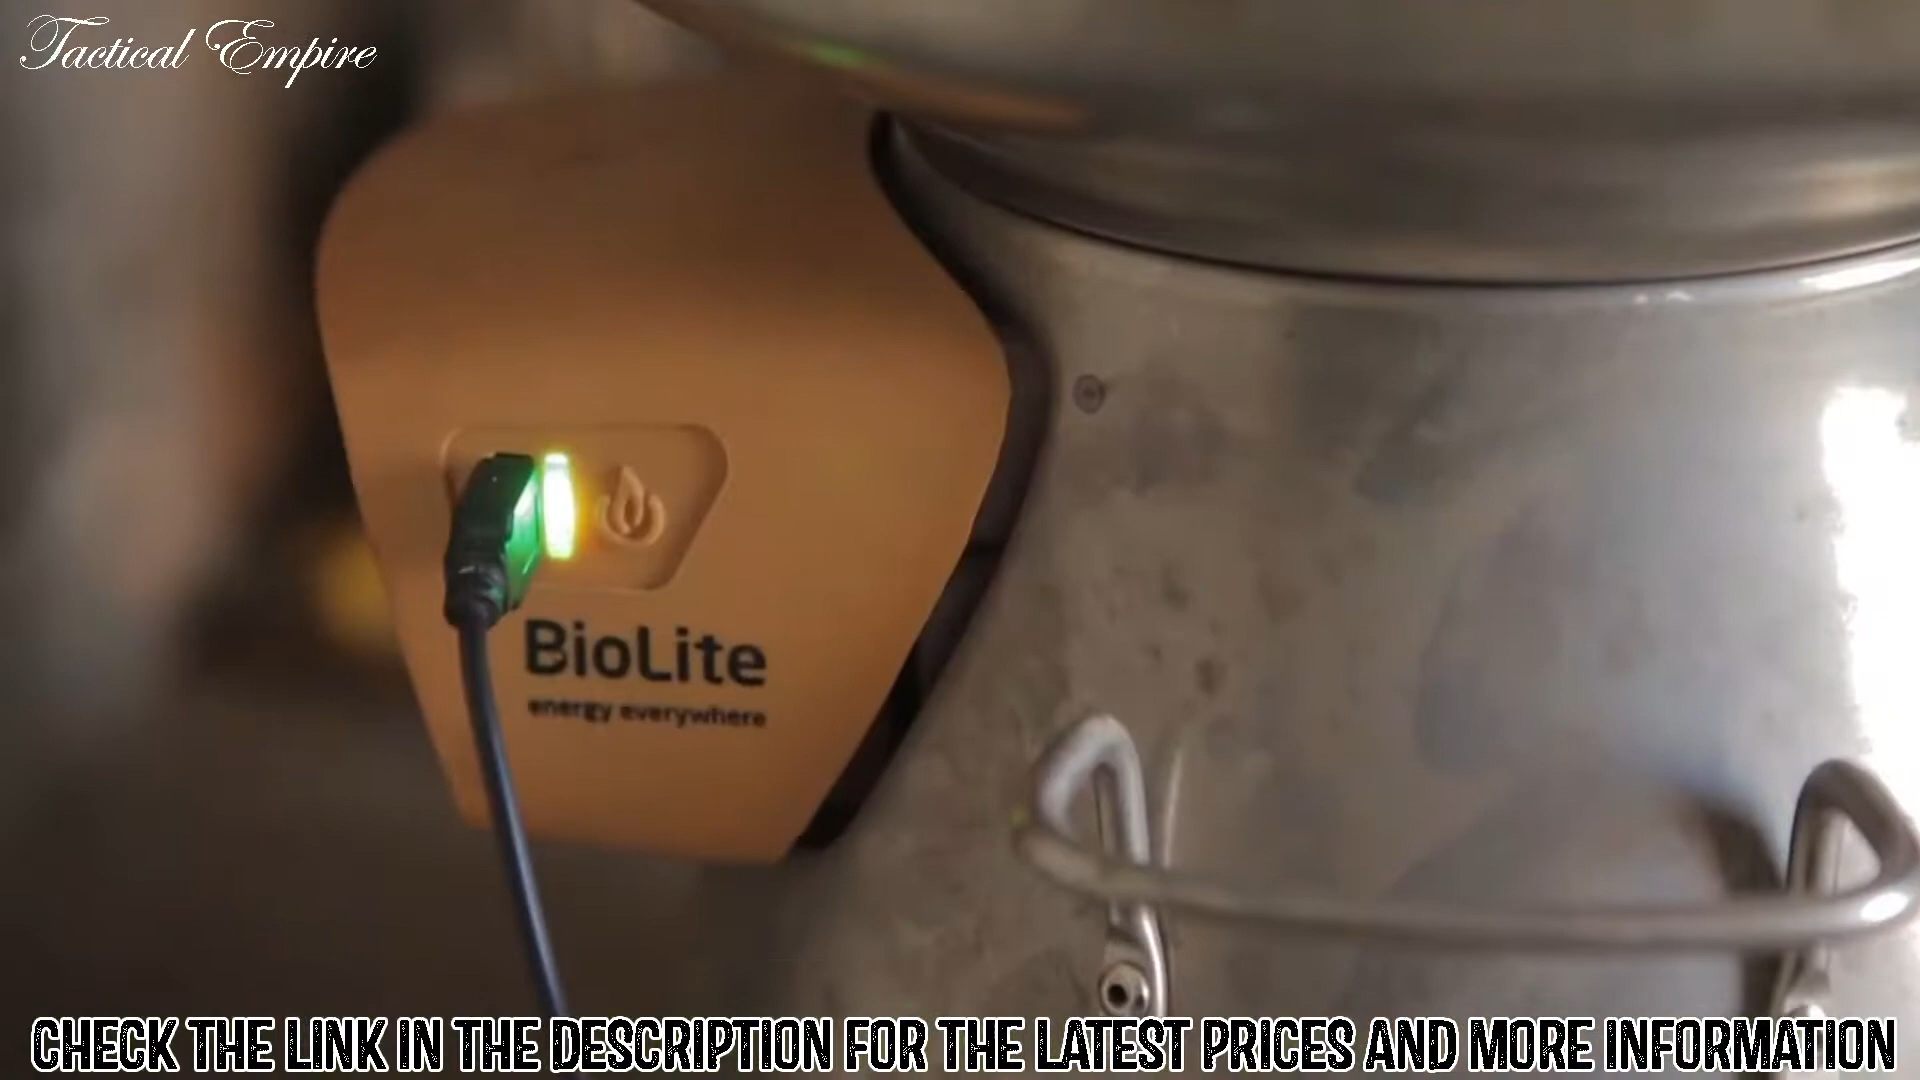 Tactical Empire
BioLite
energy everywhere
CHECK THE LINK IN THE DESCRIPTION FOR THE LATEST PRICES AND MORE INFORMATION